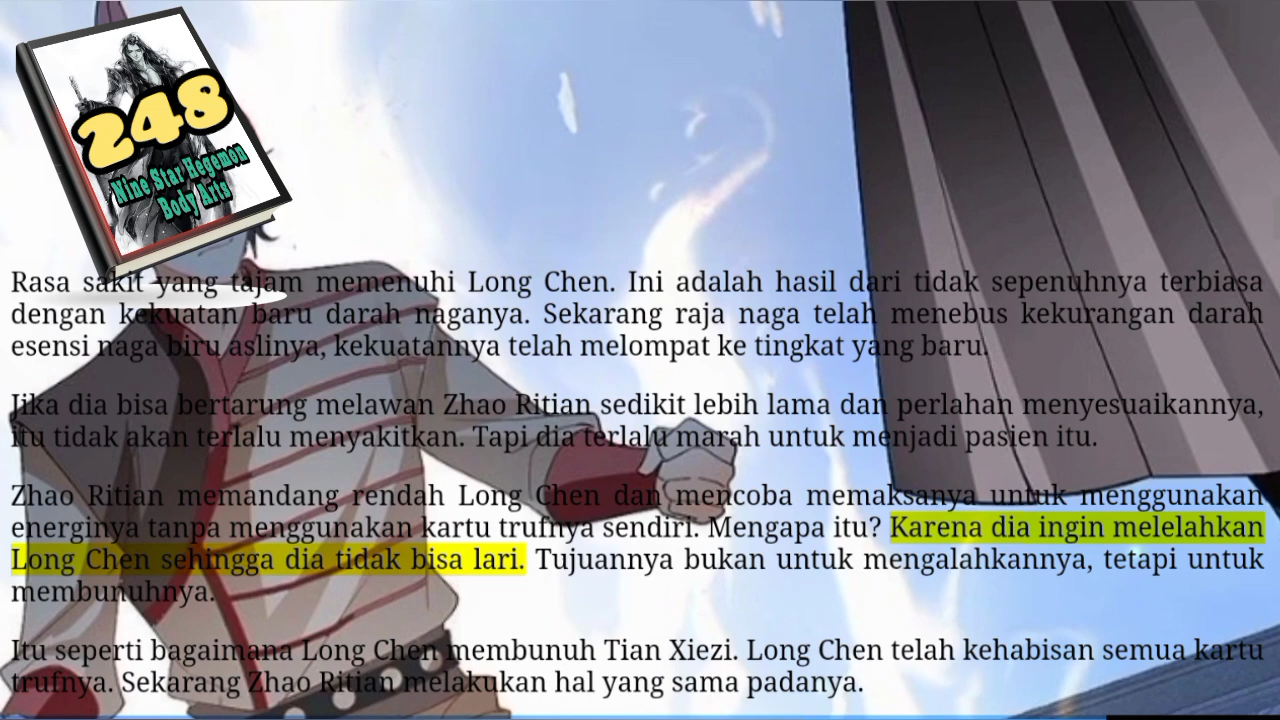 248
Nine Star Hegemon
Body Arts
Rasa sakit yang tajam memenuhi Long Chen. Ini adalah hasil dari tidak sepenuhnya terbiasa
dengan kekuatan baru darah naganya. Sekarang raja naga telah menebus kekurangan darah
esensi naga biru aslinya, kekuatannya telah melompat ke tingkat yang baru.
Jika dia bisa bertarung melawan Zhao Ritian sedikit lebih lama dan perlahan menyesuaikannya,
itu tidak akan terlalu menyakitkan. Tapi dia terlalu marah untuk menjadi pasien itu.
Zhao Ritian memandang rendah Long Chen dan mencoba memaksanya untuk menggunakan
energinya tanpa menggunakan kartu trufnya sendiri. Mengapa itu? Karena dia ingin melelahkan
Long Chen sehingga dia tidak bisa lari. Tujuannya bukan untuk mengalahkannya, tetapi untuk
membunuhnya.
Itu seperti bagaimana Long Chen membunuh Tian Xiezi. Long Chen telah kehabisan semua kartu
trufnya. Sekarang Zhao Ritian melakukan hal yang sama padanya.